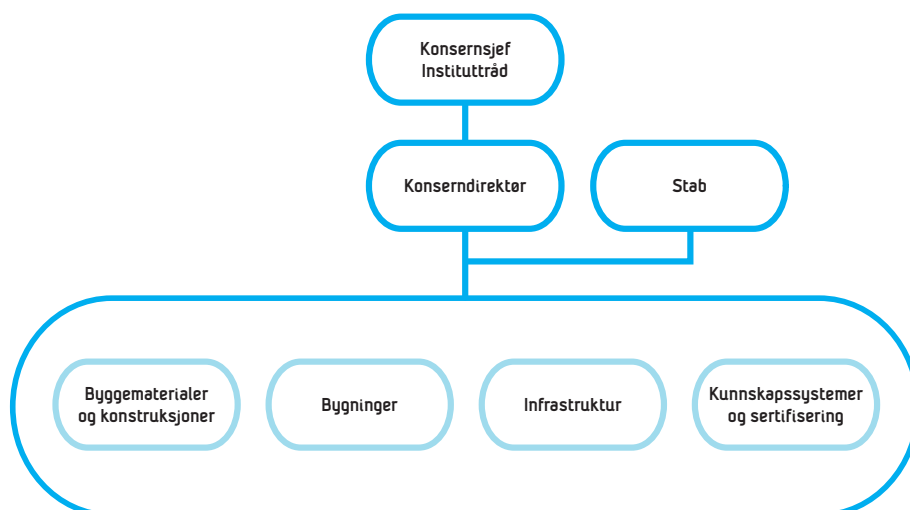 Konsernsjef
Instituttråd
Konserndirektør
Stab
Byggematerialer
og konstruksjoner
Bygninger
Infrastruktur
Kunnskapssystemer
og sertifisering